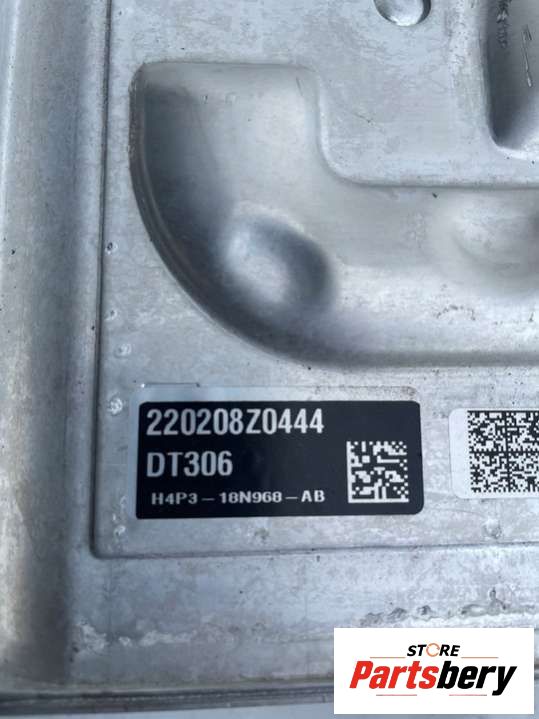 220208Z0444
DT306
H4P3-18N968-AB
STORE
Partsbery